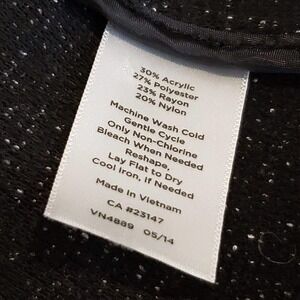 30% Acrylic
27% Polyester
23% Rayon
20% Nylon
Machine Wash Cold
Gentle Cycle
Only Non-Chlorine
Bleach When Needed
Reshape,
Lay Flat to Dry
Cool Iron, if Needed
Made in Vietnam
CA #23147
VN4889 05/14